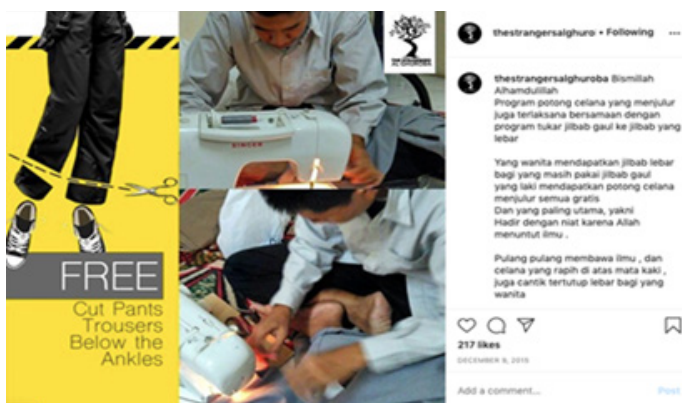 FREE
Cut Pants
Trousers
Below the
Ankles
SINGER
thestrangersalghuroi • Following
thestrangersalghuroba Bismillah
Alhamdulillah
Program potong celana yang menjulur
juga terlaksana bersamaan dengan
program tukar jilbab gaul ke jilbab yang
lebar
Yang wanita mendapatkan jilbab lebar
bagi yang masih pakai jilbab gaul
yang laki mendapatkan potong celana
menjulur semua gratis
Dan yang paling utama, yakni
Hadir dengan niat karena Allah
menuntut ilmu .
Pulang pulang membawa ilmu , dan
celana yang rapih di atas mata kaki ,
juga cantik tertutup lebar bagi yang
wanita
217 likes
DECEMBER 9, 2015
Add a comment...
Post